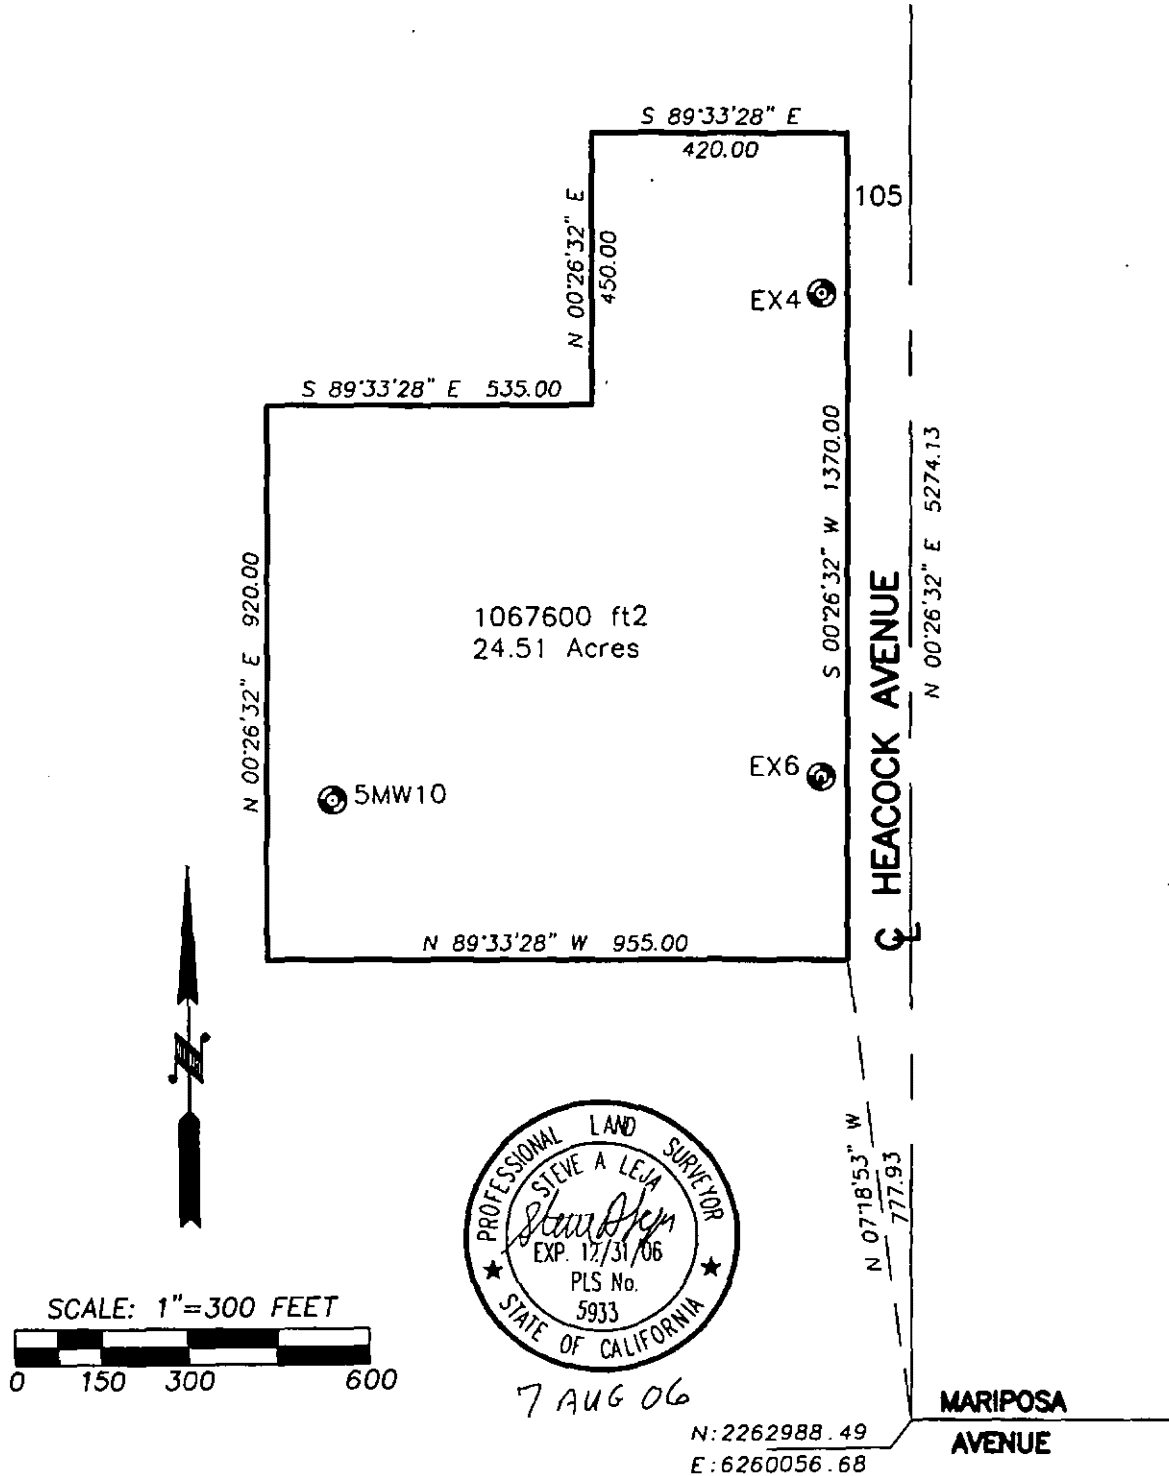 S 89°33'28" E
420.00
105
N 00°26'32" E
450.00
EX4
S 89°33'28" E 535.00
S 00°26'32" W 1370.00
N 00°26'32" E 5274.13
N 00°26'32" E 920.00
1067600 ft2
24.51 Acres
HEACOCK AVENUE
EX6
5MW10
℄
N 89°33'28" W 955.00
N
N 07°18'53" W
777.93
PROFESSIONAL LAND SURVEYOR
STEVE A LEJA
EXP. 12/31/06
PLS No.
5933
STATE OF CALIFORNIA
7 AUG 06
SCALE: 1"=300 FEET
0 150 300 600
MARIPOSA
AVENUE
N:2262988.49
E:6260056.68